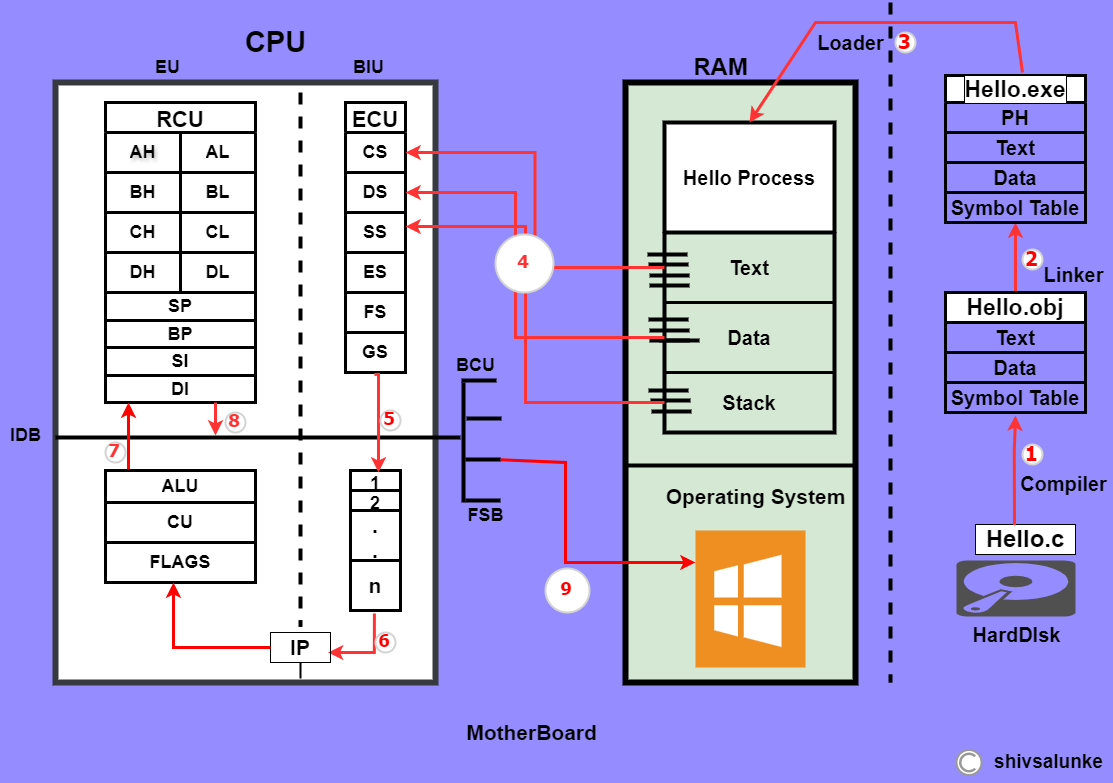 CPU
EU
BIU
RCU
AH AL
BH BL
CH CL
DH DL
SP
BP
SI
DI
ECU
CS
DS
SS
ES
FS
GS
5
8
7
IDB
ALU
CU
FLAGS
1
2
.
.
n
6
IP
BCU
FSB
4
9
RAM
Hello Process
Text
Data
Stack
Operating System
Loader 3
Hello.exe
PH
Text
Data
Symbol Table
2
Linker
Hello.obj
Text
Data
Symbol Table
1
Compiler
Hello.c
HardDIsk
MotherBoard
© shivsalunke